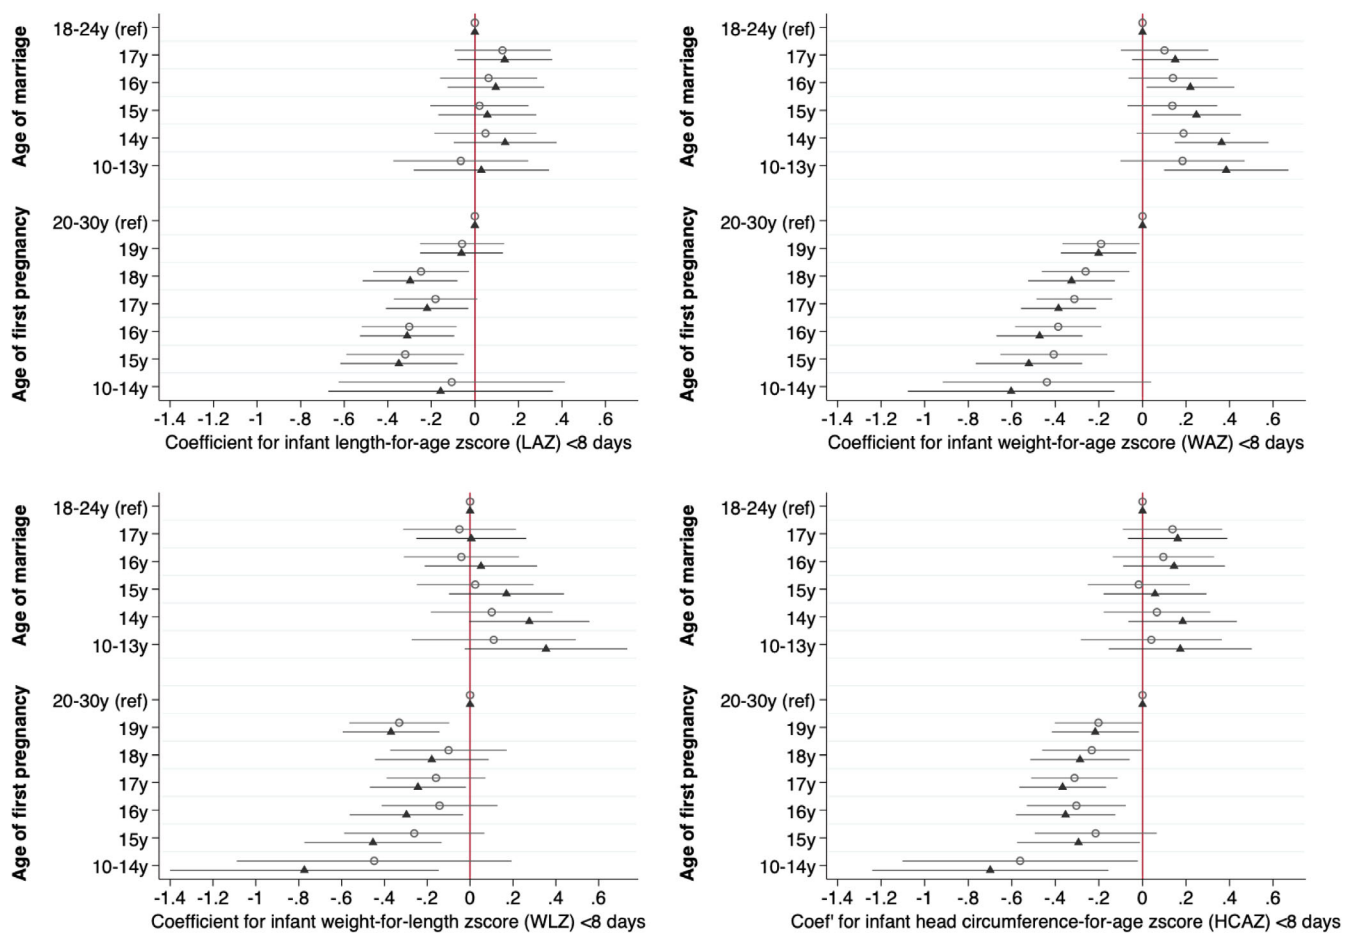 Age of marriage
18-24y (ref)
17y
16y
15y
14y
10-13y
Age of first pregnancy
20-30y (ref)
19y
18y
17y
16y
15y
10-14y
-1.4 -1.2 -1 -.8 -.6 -.4 -.2 0 .2 .4 .6
Coefficient for infant length-for-age zscore (LAZ) <8 days
Age of marriage
18-24y (ref)
17y
16y
15y
14y
10-13y
Age of first pregnancy
20-30y (ref)
19y
18y
17y
16y
15y
10-14y
-1.4 -1.2 -1 -.8 -.6 -.4 -.2 0 .2 .4 .6
Coefficient for infant weight-for-age zscore (WAZ) <8 days
Age of marriage
18-24y (ref)
17y
16y
15y
14y
10-13y
Age of first pregnancy
20-30y (ref)
19y
18y
17y
16y
15y
10-14y
-1.4 -1.2 -1 -.8 -.6 -.4 -.2 0 .2 .4 .6
Coefficient for infant weight-for-length zscore (WLZ) <8 days
Age of marriage
18-24y (ref)
17y
16y
15y
14y
10-13y
Age of first pregnancy
20-30y (ref)
19y
18y
17y
16y
15y
10-14y
-1.4 -1.2 -1 -.8 -.6 -.4 -.2 0 .2 .4 .6
Coef' for infant head circumference-for-age zscore (HCAZ) <8 days